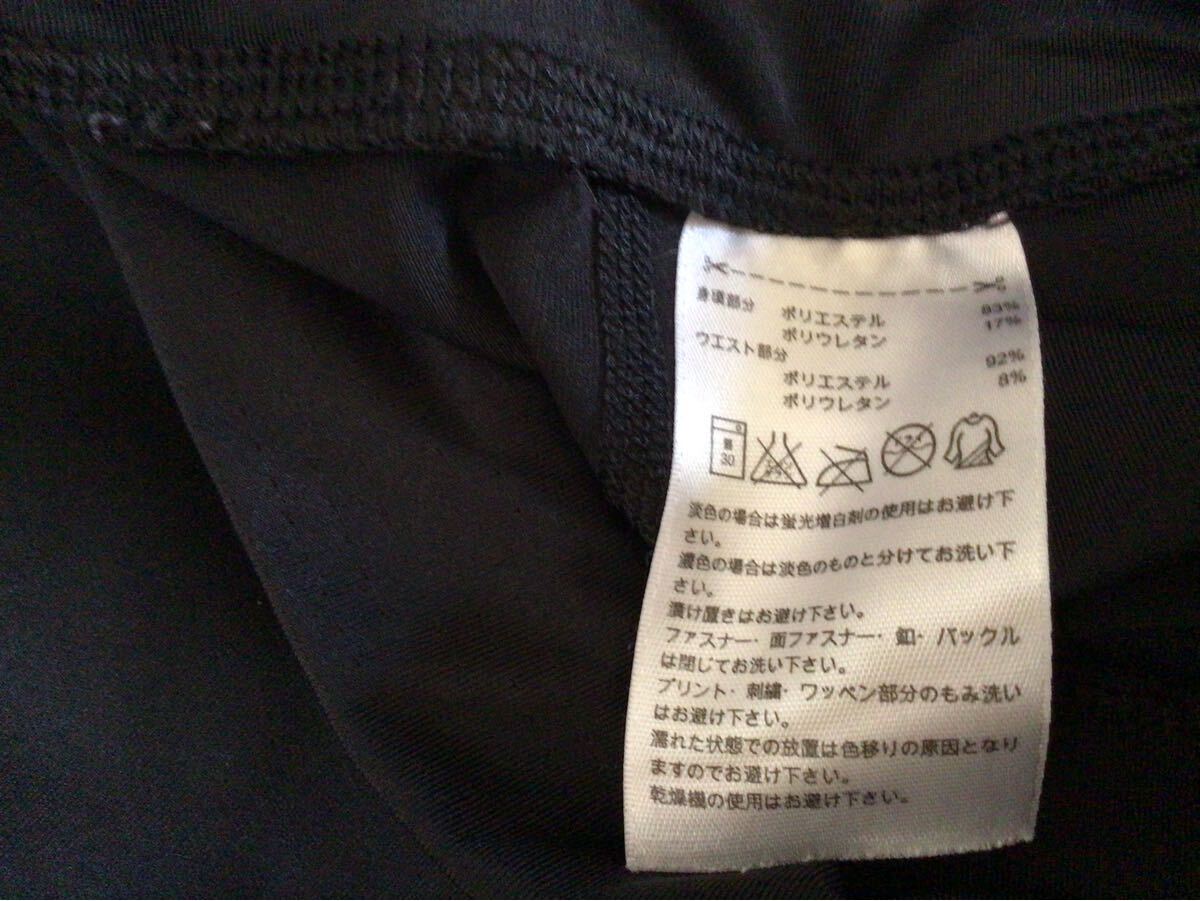 身頃部分
ポリエステル 83%
ポリウレタン 17%
ウエスト部分
ポリエステル 92%
ポリウレタン 8%
弱
30
エンソサラシ
ドライ
淡色の場合は蛍光増白剤の使用はお避け下
さい。
濃色の場合は淡色のものと分けてお洗い下
さい。
漬け置きはお避け下さい。
ファスナー・面ファスナー・釦・バックル
は閉じてお洗い下さい。
プリント・刺繍・ワッペン部分のもみ洗い
はお避け下さい。
濡れた状態での放置は色移りの原因となり
ますのでお避け下さい。
乾燥機の使用はお避け下さい。